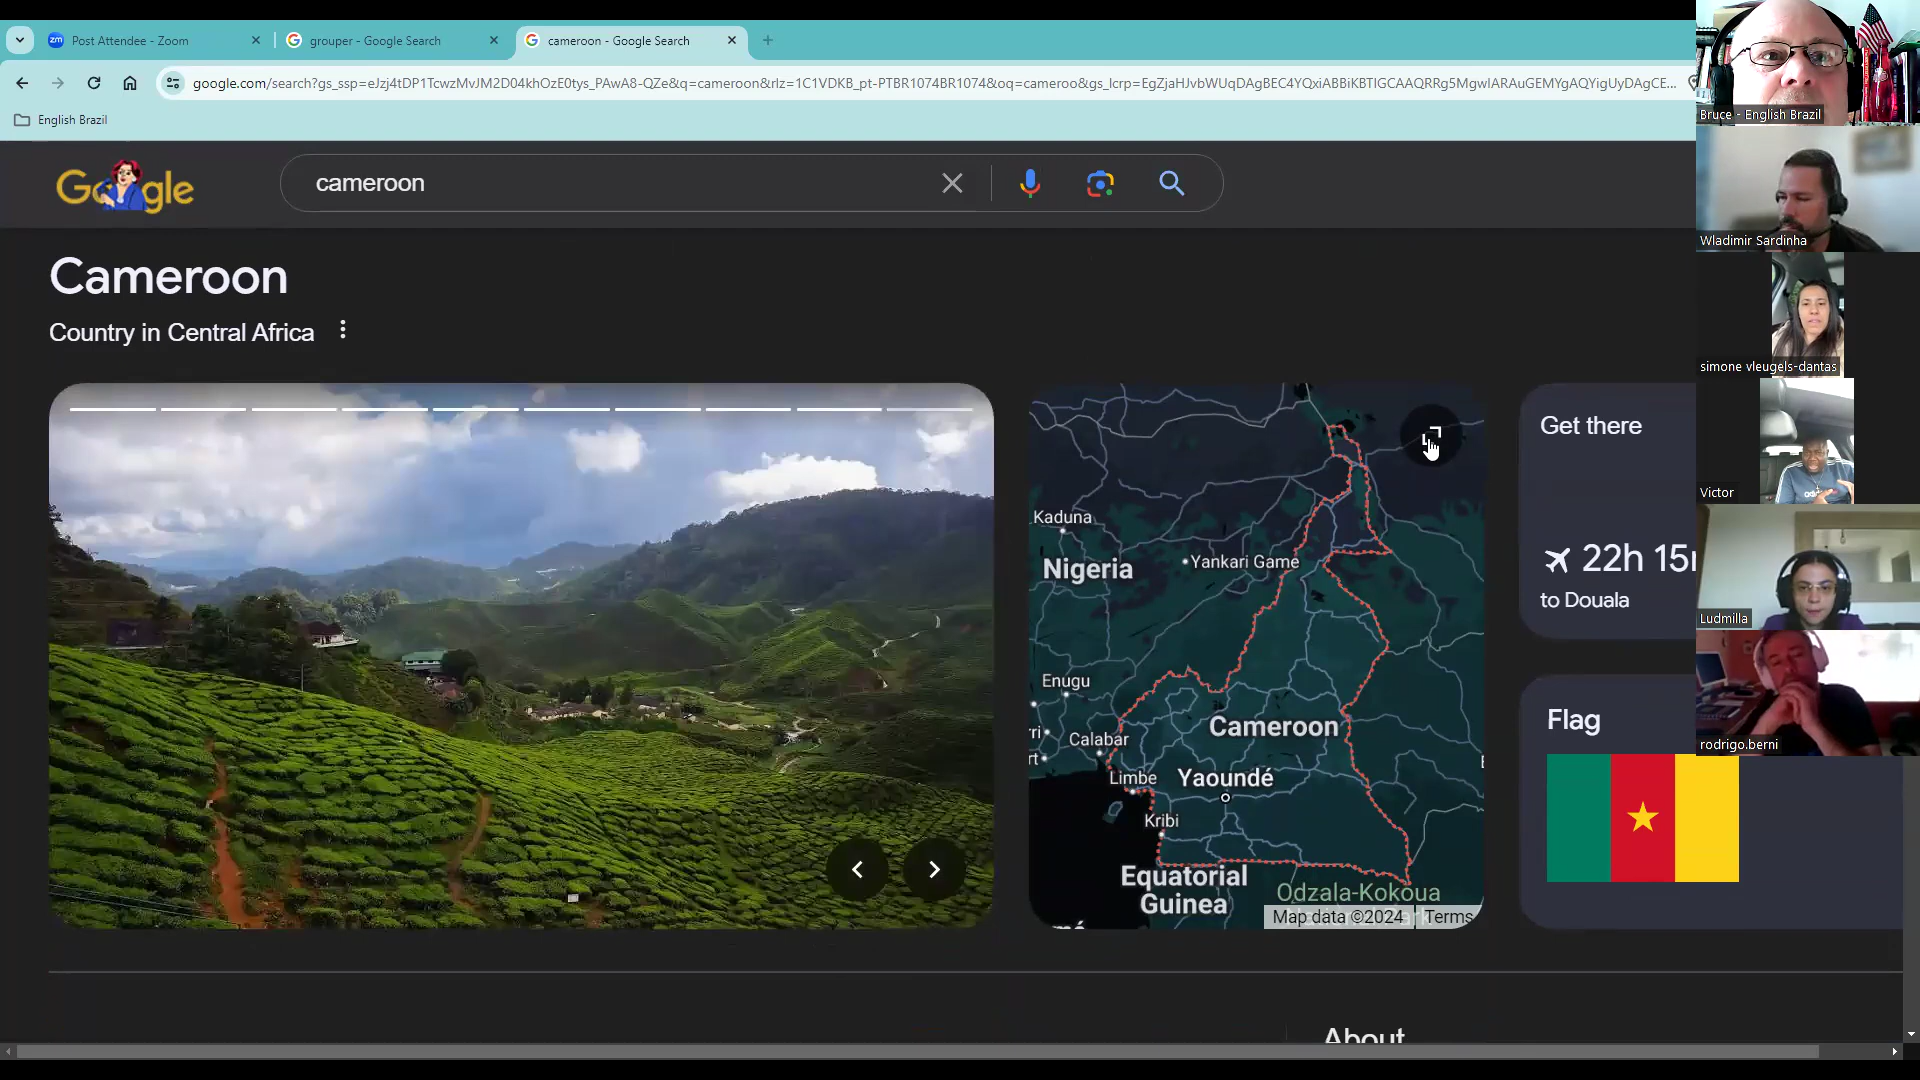 Post Attendee - Zoom
grouper - Google Search
cameroon - Google Search
google.com/search?gs_ssp=eJzj4tDP1TcwzMvJM2D04khOzE0tys_PAwA8-QZe&q=cameroon&rlz=1C1VDKB_pt-PTBR1074BR1074&oq=cameroo&gs_lcrp=EgZjaHJvbWUqDAgBEC4YQxiABBiKBTIGCAAQRRg5MgwIARAuGEMYgAQYigUyDAgCE...
English Brazil
Google
cameroon
Cameroon
Country in Central Africa
Kaduna
Yankari Game
Nigeria
Enugu
Calabar
Cameroon
Limbe
Yaoundé
Kribi
Equatorial
Guinea
Odzala-Kokoua
Map data ©2024
Terms
Get there
22h 15
to Douala
Flag
About
Bruce - English Brazil
Wladimir Sardinha
simone vleugels-dantas
Victor
Ludmilla
rodrigo.berni